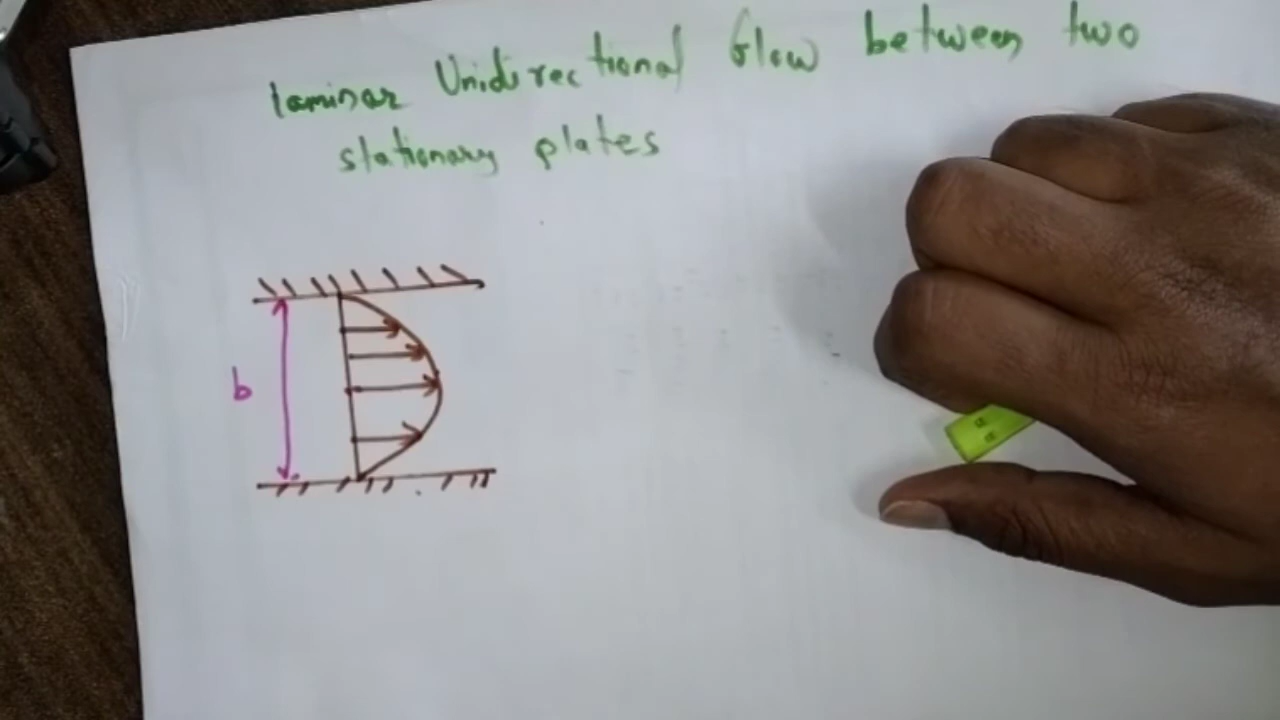 laminar Unidirectional flow between two
stationary plates
b